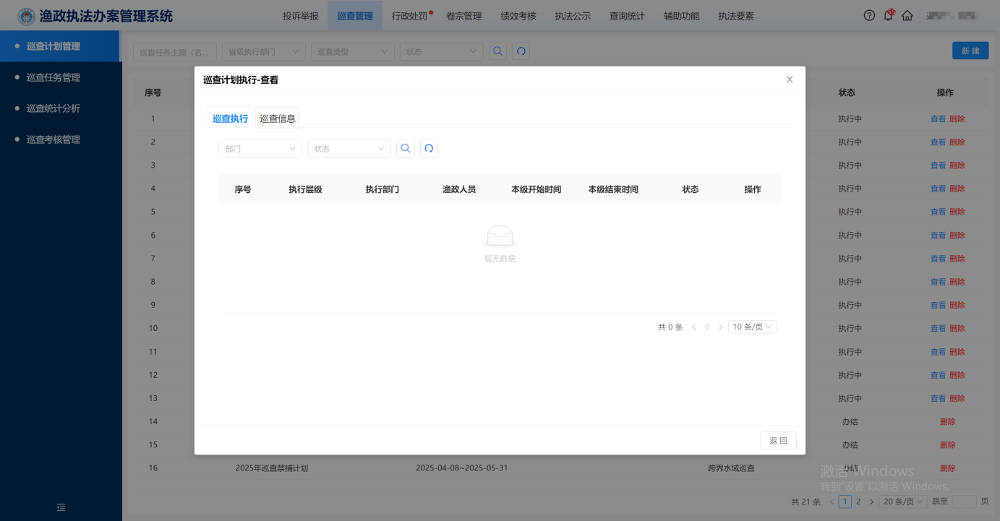 渔政执法办案管理系统
投诉举报 巡查管理 行政处罚 卷宗管理 绩效考核 执法公示 查询统计 辅助功能 执法要素
巡查计划管理
巡查任务管理
巡查统计分析
巡查考核管理
巡查任务主题（名... 省级执行部门 巡查类型 状态 新 建
巡查计划执行-查看
巡查执行 巡查信息
部门 状态
序号 执行层级 执行部门 渔政人员 本级开始时间 本级结束时间 状态 操作
暂无数据
共 0 条 < 0 > 10 条/页
返 回
序号 状态 操作
1 执行中 查看 删除
2 执行中 查看 删除
3 执行中 查看 删除
4 执行中 查看 删除
5 执行中 查看 删除
6 执行中 查看 删除
7 执行中 查看 删除
8 执行中 查看 删除
9 执行中 查看 删除
10 执行中 查看 删除
11 执行中 查看 删除
12 执行中 查看 删除
13 执行中 查看 删除
14 办结 删除
15 办结 删除
16 2025年巡查禁捕计划 2025-04-08~2025-05-31 跨界水域巡查 办结 删除
激活 Windows
转到"设置"以激活 Windows。
共 21 条 < 1 2 > 20 条/页 跳至 页